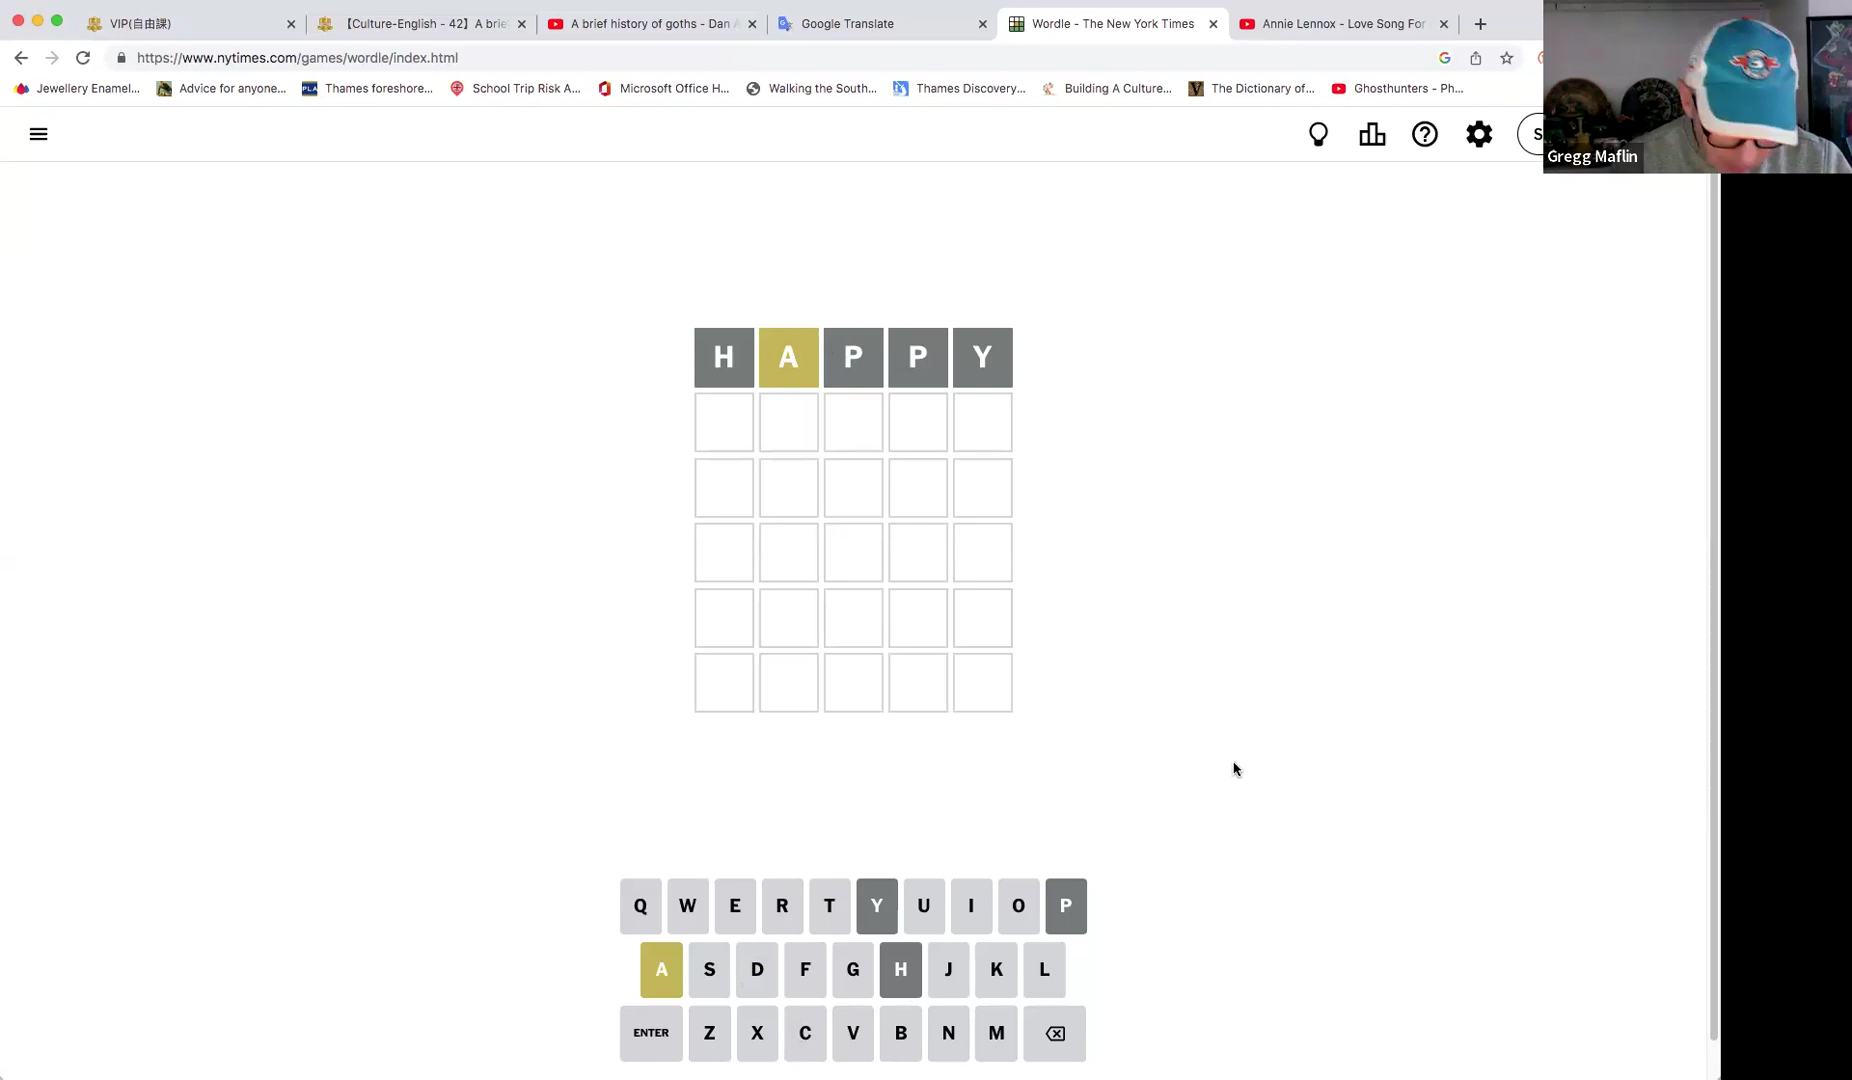 VIP(自由課)
【Culture-English - 42】A brie
A brief history of goths - Dan A
Google Translate
Wordle - The New York Times
Annie Lennox - Love Song For
https://www.nytimes.com/games/wordle/index.html
Jewellery Enamel...
Advice for anyone...
PLA Thames foreshore...
School Trip Risk A...
Microsoft Office H...
Walking the South...
Thames Discovery...
Building A Culture...
The Dictionary of...
Ghosthunters - Ph...
S
Gregg Maflin
H A P P Y
Q W E R T Y U I O P
A S D F G H J K L
ENTER Z X C V B N M